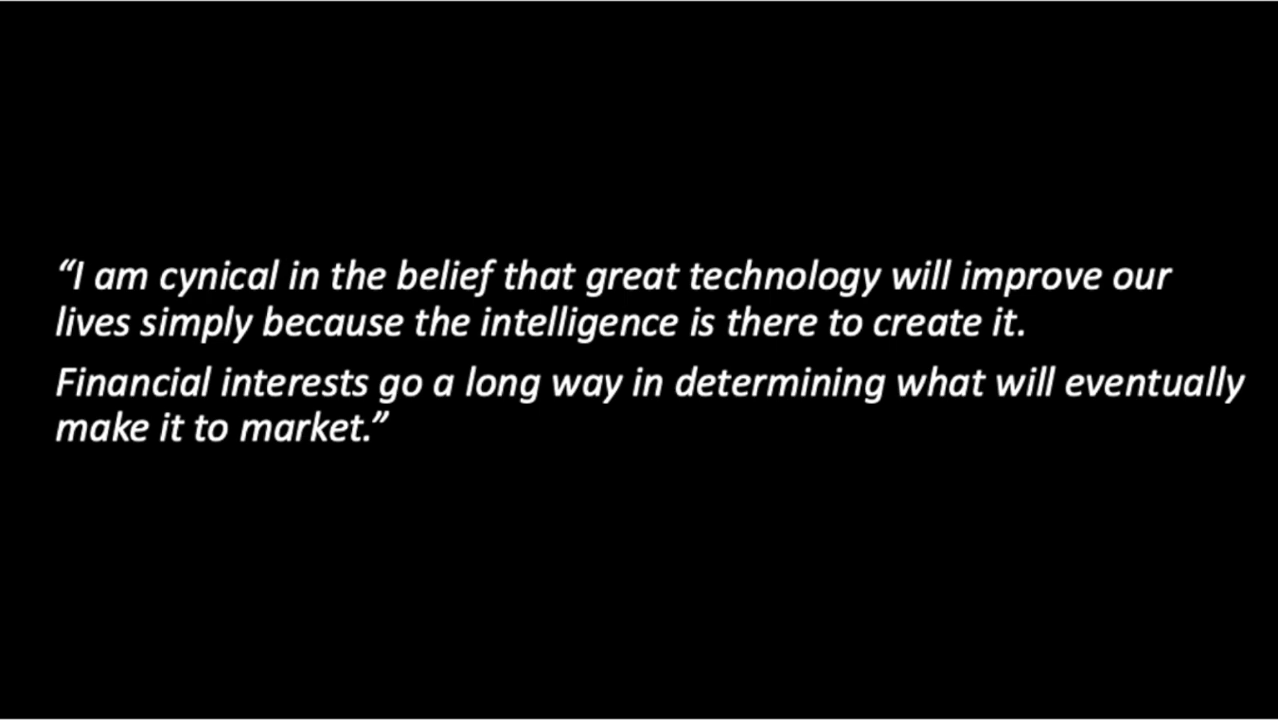 “I am cynical in the belief that great technology will improve our
lives simply because the intelligence is there to create it.
Financial interests go a long way in determining what will eventually
make it to market.”